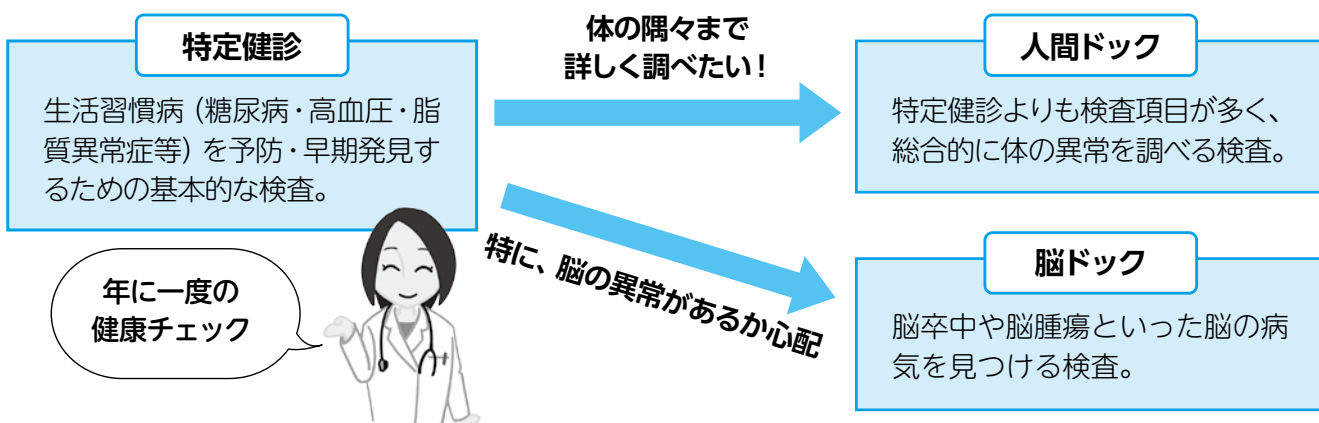 特定健診
生活習慣病（糖尿病・高血圧・脂
質異常症等）を予防・早期発見す
るための基本的な検査。
年に一度の
健康チェック
体の隅々まで
詳しく調べたい！
特に、脳の異常があるか心配
人間ドック
特定健診よりも検査項目が多く、
総合的に体の異常を調べる検査。
脳ドック
脳卒中や脳腫瘍といった脳の病
気を見つける検査。